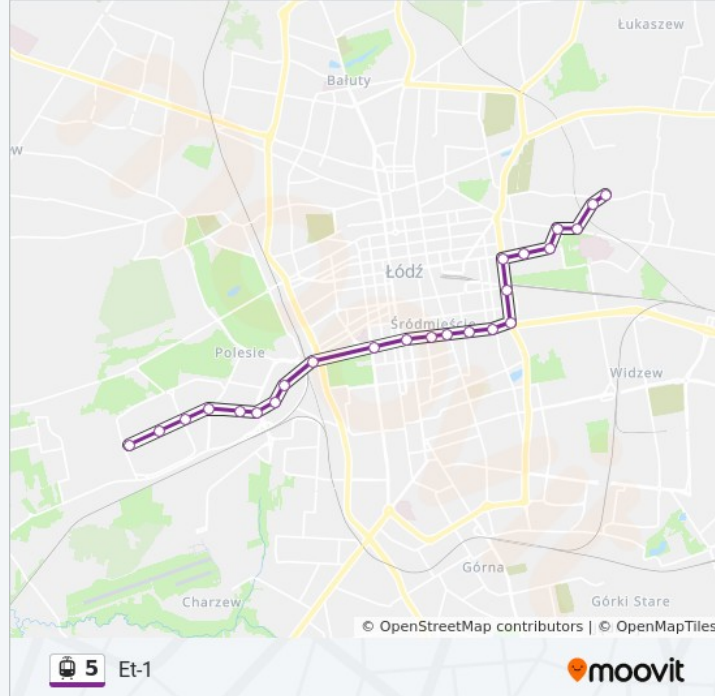 Łukaszew
Bałuty
w
Łódź
Śródmieście
Polesie
Widzew
Górna
Charzew
Górki Stare
© OpenStreetMap contributors | © OpenMapTiles
5 Et-1
moovit